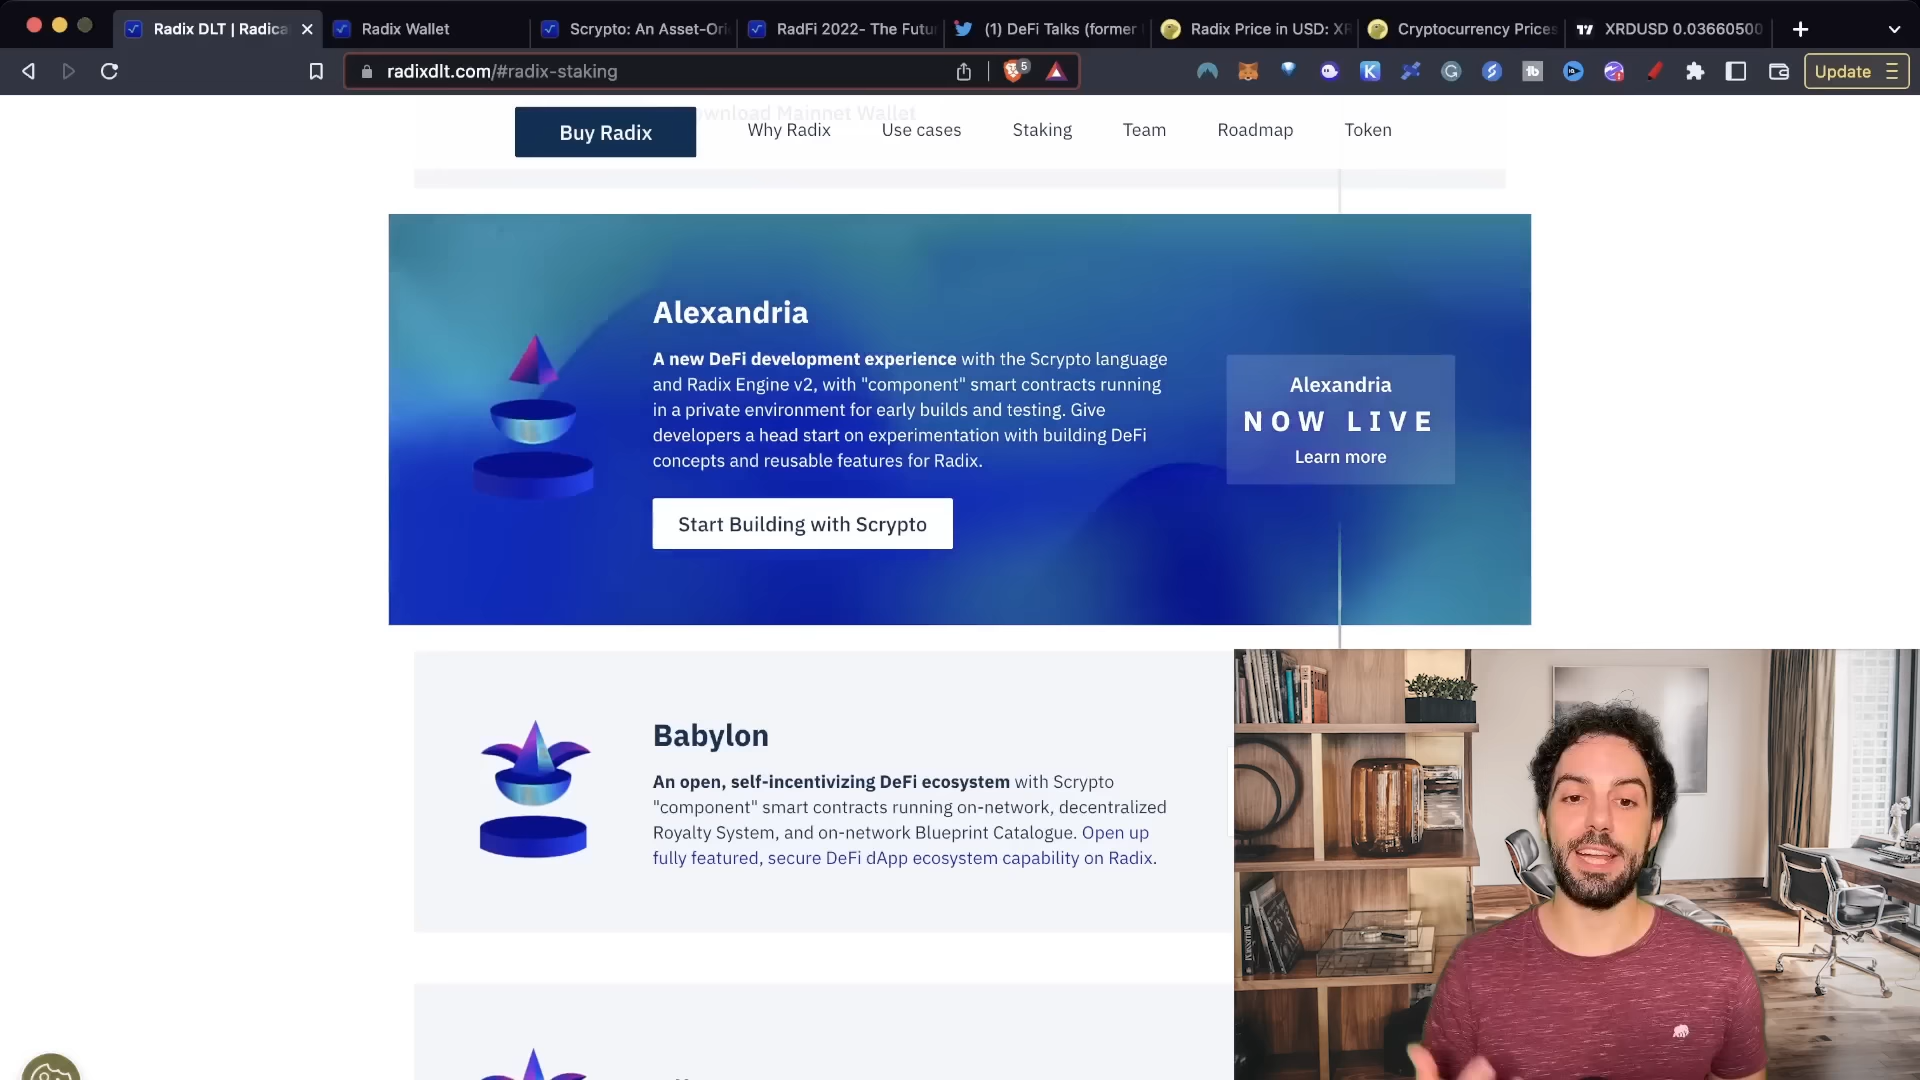 Radix DLT | Radica
Radix Wallet
Scrypto: An Asset-Ori
RadFi 2022- The Futu
(1) DeFi Talks (former
Radix Price in USD: XR
Cryptocurrency Prices
XRDUSD 0.03660500
radixdlt.com/#radix-staking
5
Update
wnload Mainnet Wallet
Buy Radix
Why Radix
Use cases
Staking
Team
Roadmap
Token
Alexandria
A new DeFi development experience with the Scrypto language
and Radix Engine v2, with "component" smart contracts running
in a private environment for early builds and testing. Give
developers a head start on experimentation with building DeFi
concepts and reusable features for Radix.
Start Building with Scrypto
Alexandria
NOW LIVE
Learn more
Babylon
An open, self-incentivizing DeFi ecosystem with Scrypto
"component" smart contracts running on-network, decentralized
Royalty System, and on-network Blueprint Catalogue. Open up
fully featured, secure DeFi dApp ecosystem capability on Radix.